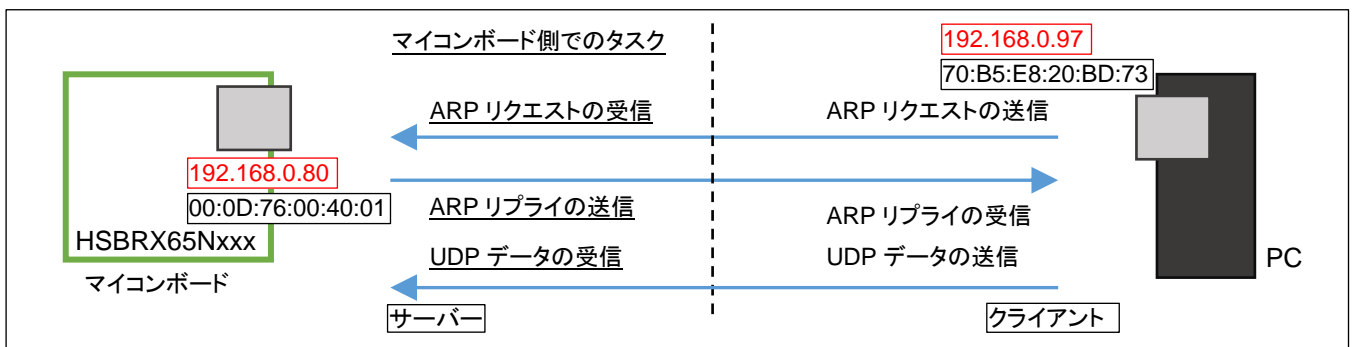 マイコンボード側でのタスク
192.168.0.97
70:B5:E8:20:BD:73
ARP リクエストの受信
ARP リクエストの送信
192.168.0.80
00:0D:76:00:40:01
ARP リプライの送信
ARP リプライの受信
HSBRX65Nxxx
UDP データの受信
UDP データの送信
PC
マイコンボード
サーバー
クライアント